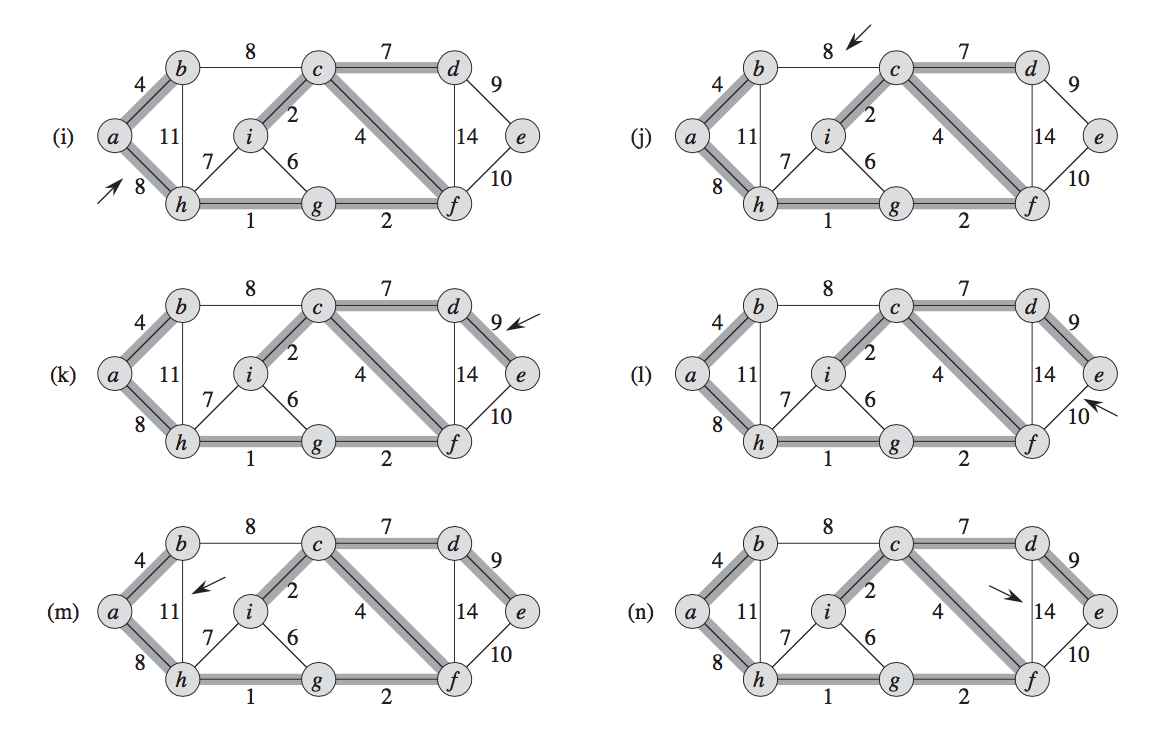 8 7 8 7
b c d b c d
4 9 4 9
2 2
(i) a 11 i 4 14 e (j) a 11 i 4 14 e
7 6 7 6
8 10 8 10
h g f h g f
1 2 1 2
8 7 8 7
b c d b c d
4 9 4 9
2 2
(k) a 11 i 4 14 e (l) a 11 i 4 14 e
7 6 7 6
8 10 8 10
h g f h g f
1 2 1 2
8 7 8 7
b c d b c d
4 9 4 9
2 2
(m) a 11 i 4 14 e (n) a 11 i 4 14 e
7 6 7 6
8 10 8 10
h g f h g f
1 2 1 2